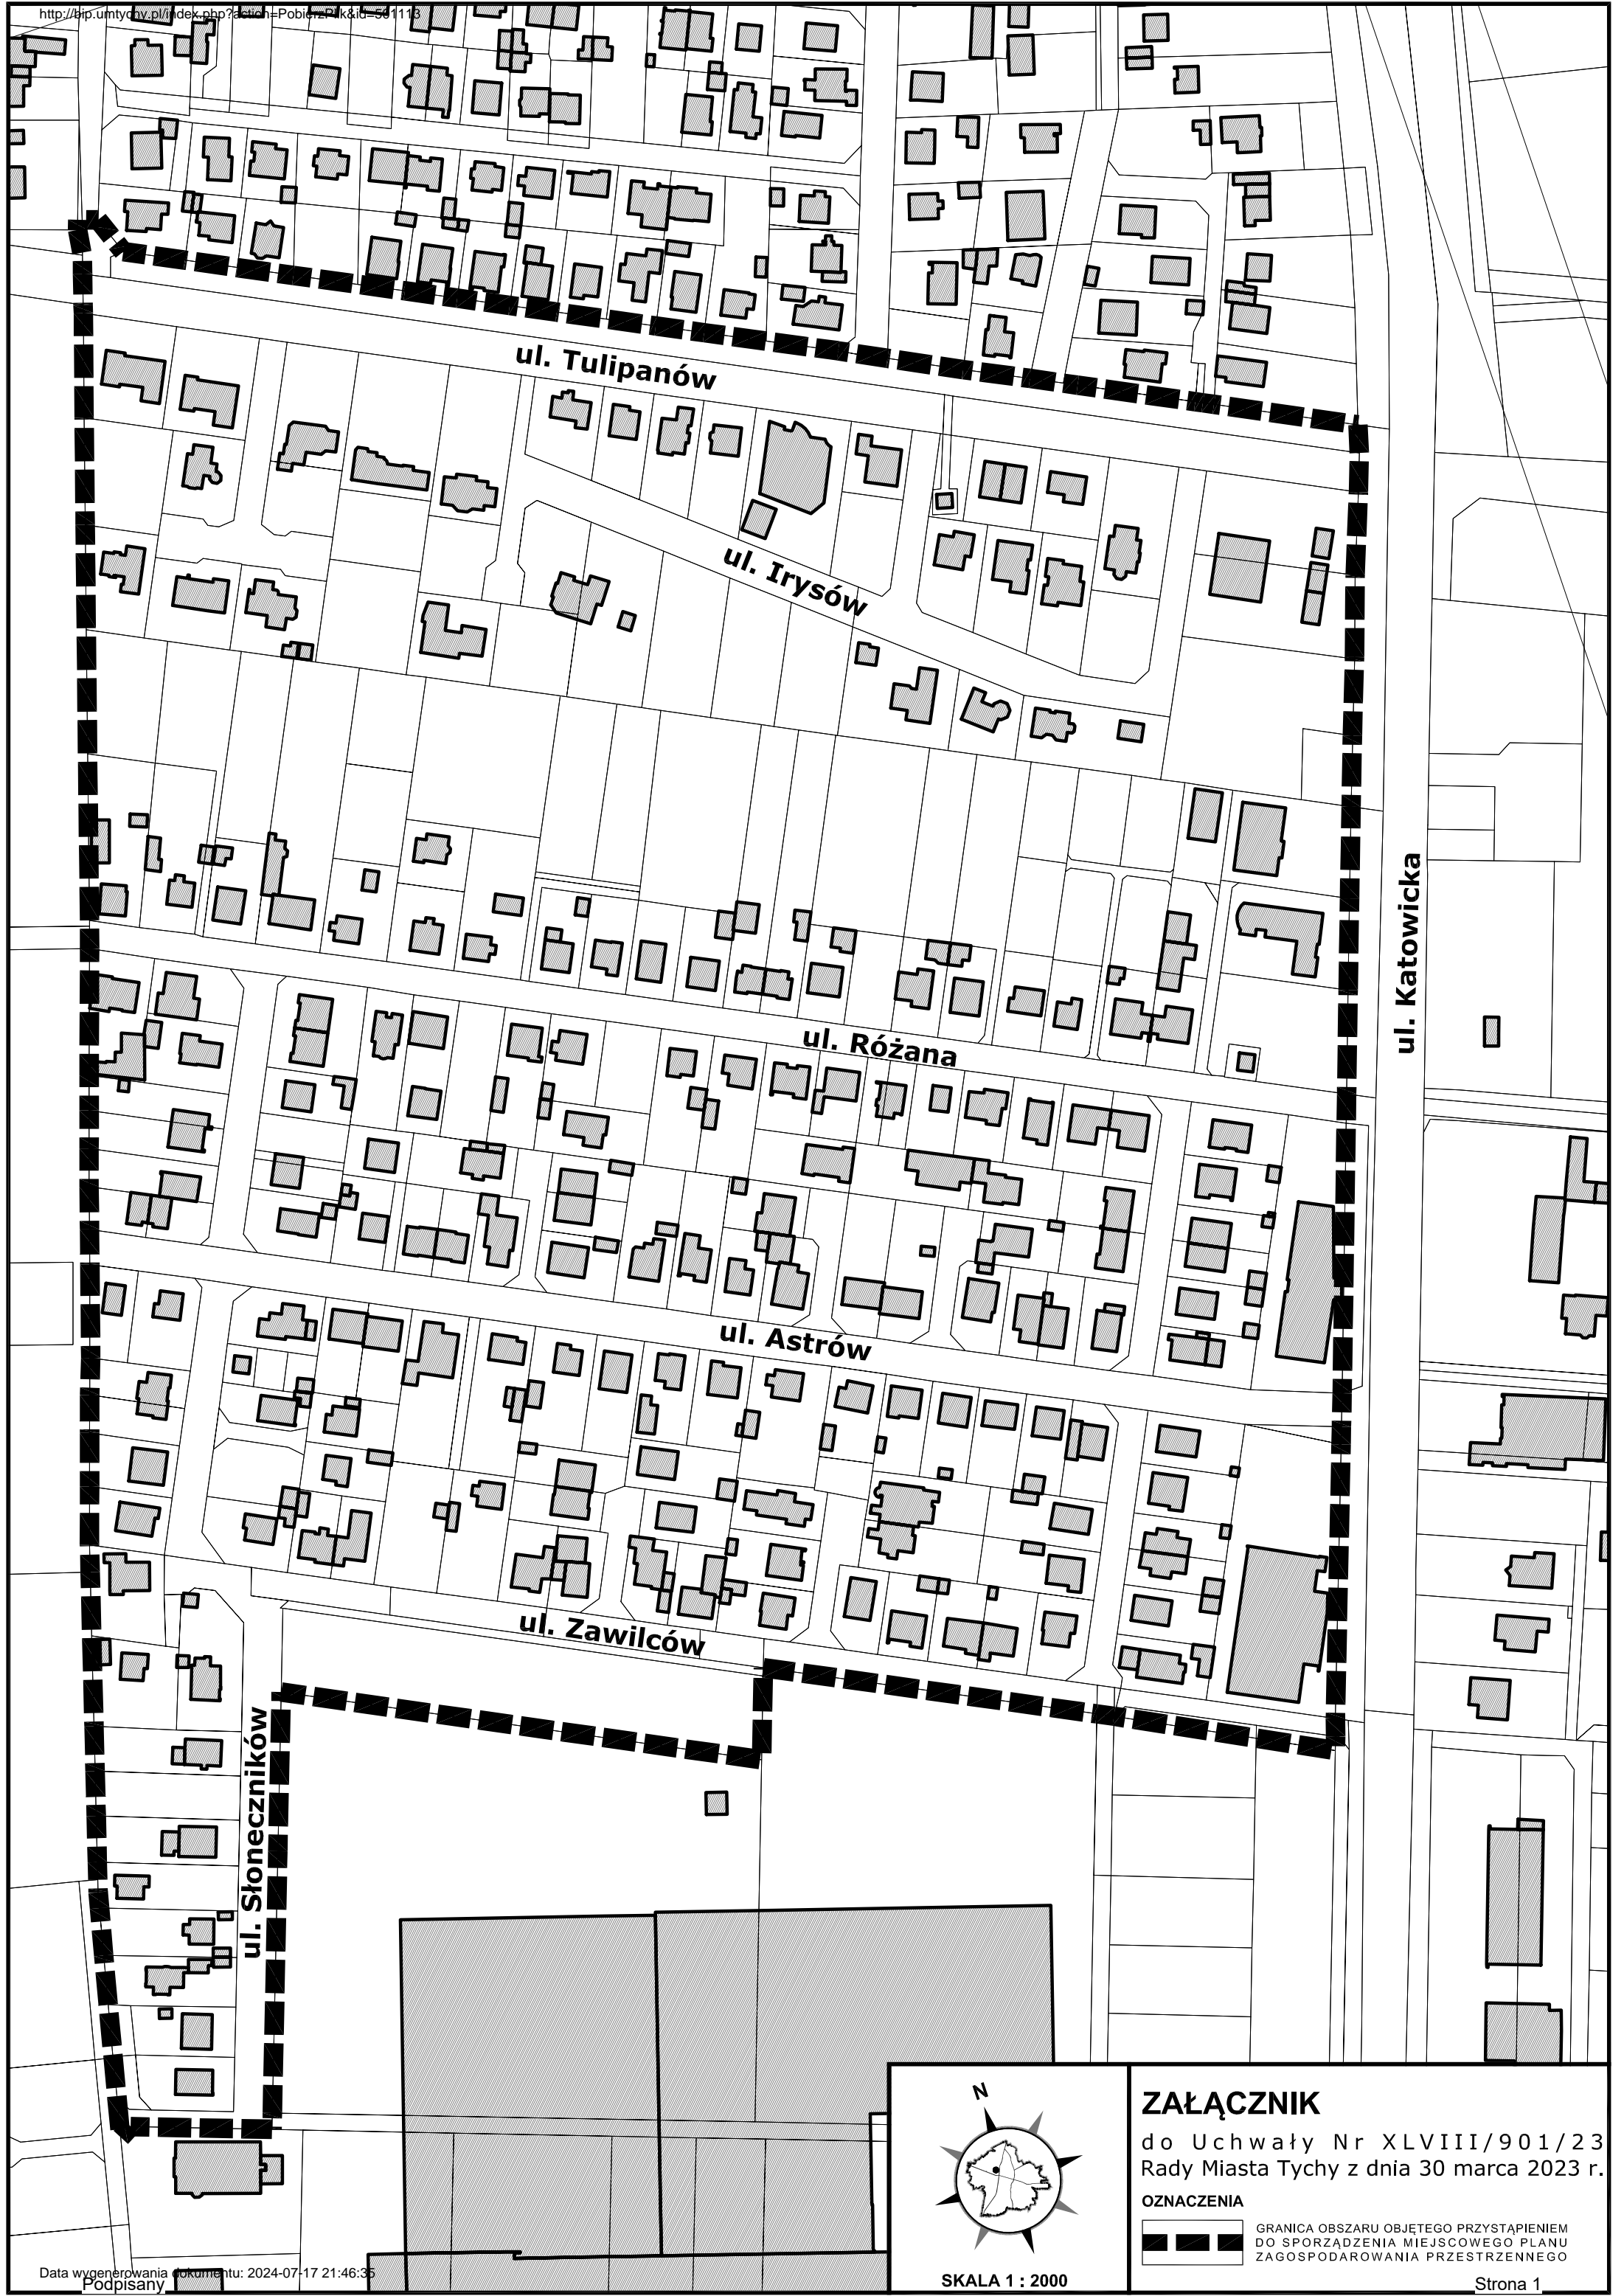 http://bip.umtychy.pl/index.php?action=PobierzPlik&id=501113
ul. Tulipanów
ul. Irysów
ul. Katowicka
ul. Różana
ul. Astrów
ul. Zawilców
ul. Słoneczników
N
SKALA 1 : 2000
ZAŁĄCZNIK
do Uchwały Nr XLVIII/901/23
Rady Miasta Tychy z dnia 30 marca 2023 r.
OZNACZENIA
GRANICA OBSZARU OBJĘTEGO PRZYSTĄPIENIEM
DO SPORZĄDZENIA MIEJSCOWEGO PLANU
ZAGOSPODAROWANIA PRZESTRZENNEGO
Data wygenerowania dokumentu: 2024-07-17 21:46:35
Podpisany
Strona 1